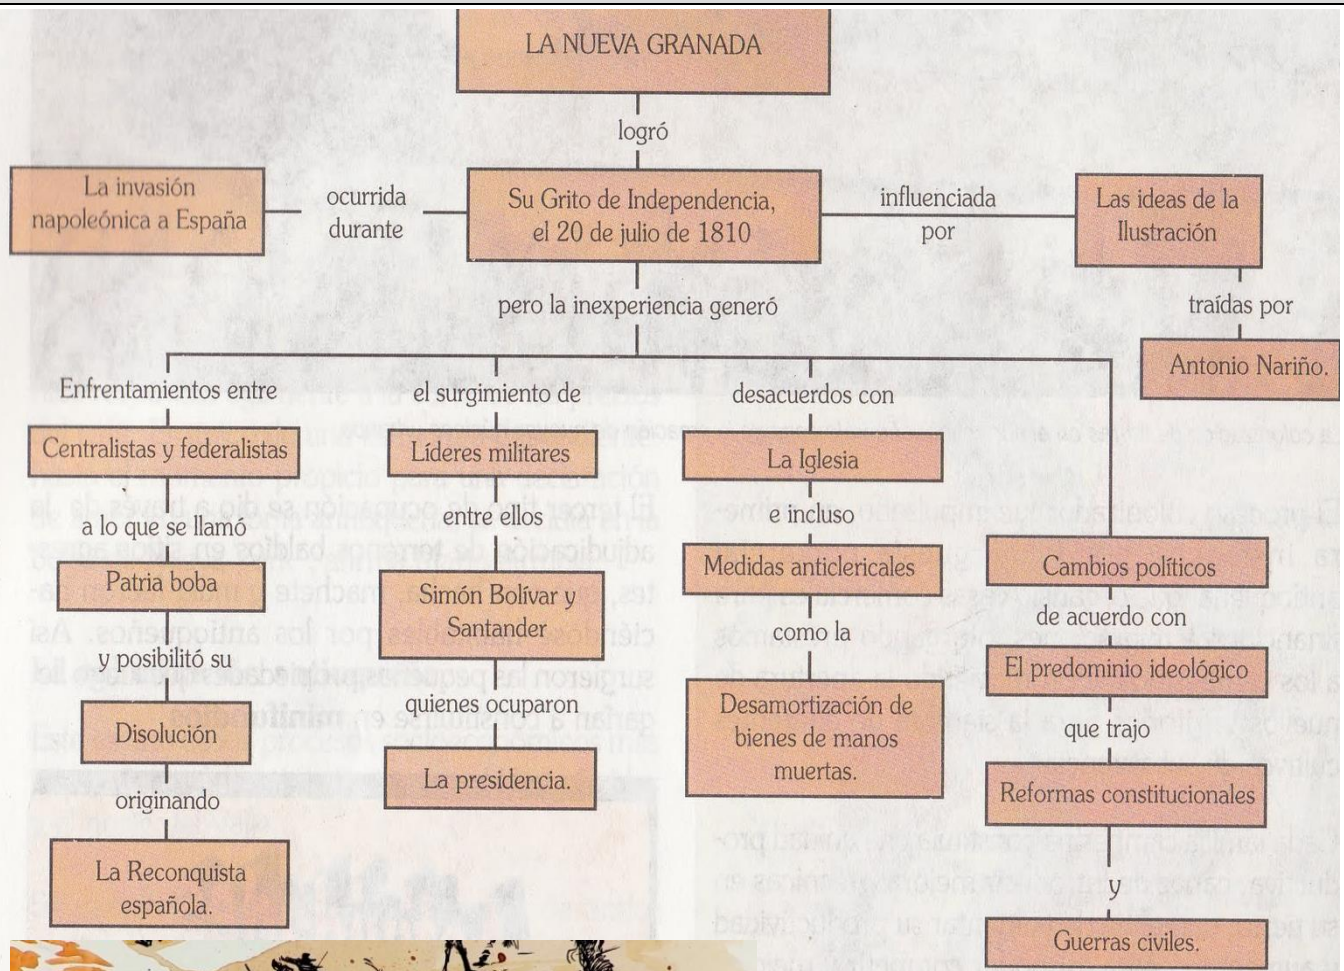 LA NUEVA GRANADA
logró
La invasión
napoleónica a España
ocurrida
durante
Su Grito de Independencia,
el 20 de julio de 1810
influenciada
por
Las ideas de la
Ilustración
traídas por
Antonio Nariño.
pero la inexperiencia generó
Enfrentamientos entre
Centralistas y federalistas
a lo que se llamó
Patria boba
y posibilitó su
Disolución
originando
La Reconquista
española.
el surgimiento de
Líderes militares
entre ellos
Simón Bolívar y
Santander
quienes ocuparon
La presidencia.
desacuerdos con
La Iglesia
e incluso
Medidas anticlericales
como la
Desamortización de
bienes de manos
muertas.
Cambios políticos
de acuerdo con
El predominio ideológico
que trajo
Reformas constitucionales
y
Guerras civiles.